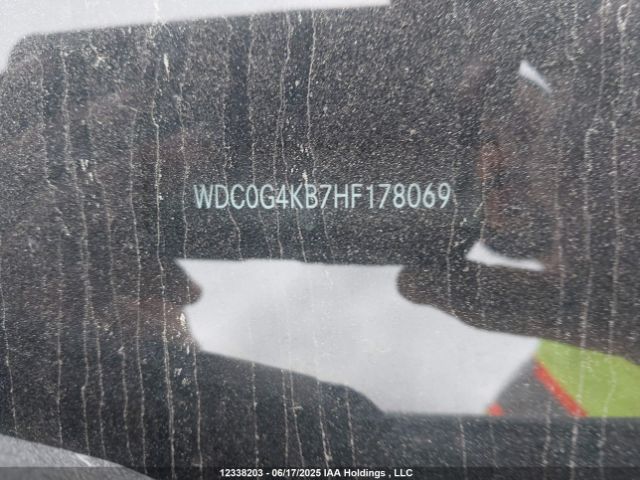 WDC0G4KB7HF178069
12338203 - 06/17/2025 IAA Holdings , LLC